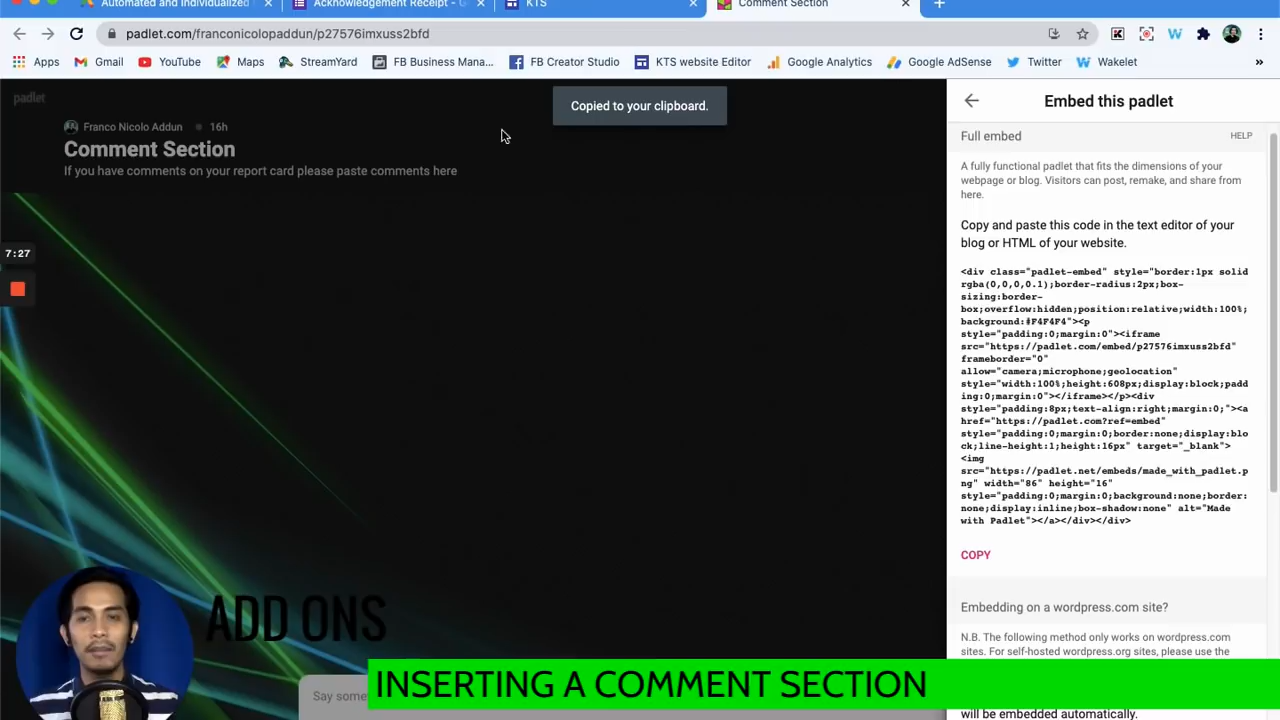 Automated and Individualized
Acknowledgement Receipt - G
KTS
Comment Section
padlet.com/franconicolopaddun/p27576imxuss2bfd
Apps
Gmail
YouTube
Maps
StreamYard
FB Business Mana...
FB Creator Studio
KTS website Editor
Google Analytics
Google AdSense
Twitter
Wakelet
»
padlet
Copied to your clipboard.
Franco Nicolo Addun
16h
Comment Section
If you have comments on your report card please paste comments here
7:27
Embed this padlet
Full embed
HELP
A fully functional padlet that fits the dimensions of your
webpage or blog. Visitors can post, remake, and share from
here.
Copy and paste this code in the text editor of your
blog or HTML of your website.
<div class="padlet-embed" style="border:1px solid
rgba(0,0,0,0.1);border-radius:2px;box-
sizing:border-
box;overflow:hidden;position:relative;width:100%;
background:#F4F4F4"><p
style="padding:0;margin:0"><iframe
src="https://padlet.com/embed/p27576imxuss2bfd"
frameborder="0"
allow="camera;microphone;geolocation"
style="width:100%;height:608px;display:block;padd
ing:0;margin:0"></iframe></p><div
style="padding:8px;text-align:right;margin:0;"><a
href="https://padlet.com?ref=embed"
style="padding:0;margin:0;border:none;display:blo
ck;line-height:1;height:16px" target="_blank">
<img
src="https://padlet.net/embeds/made_with_padlet.p
ng" width="86" height="16"
style="padding:0;margin:0;background:none;border:
none;display:inline;box-shadow:none" alt="Made
with Padlet"></a></div></div>
COPY
Embedding on a wordpress.com site?
N.B. The following method only works on wordpress.com
sites. For self-hosted wordpress.org sites, please use the
will be embedded automatically.
ADD ONS
Say some
INSERTING A COMMENT SECTION